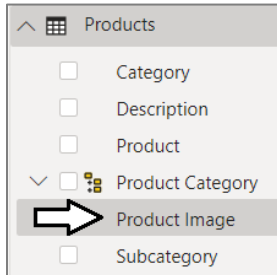 Products
Category
Description
Product
Product Category
Product Image
Subcategory